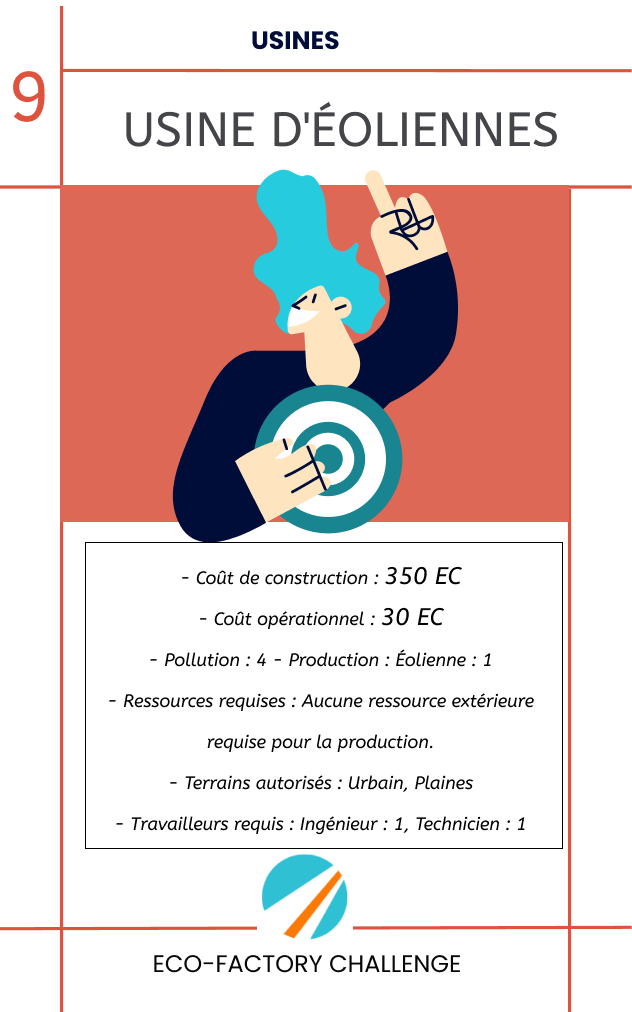 USINES
9
USINE D'ÉOLIENNES
- Coût de construction : 350 EC
- Coût opérationnel : 30 EC
- Pollution : 4 - Production : Éolienne : 1
- Ressources requises : Aucune ressource extérieure
requise pour la production.
- Terrains autorisés : Urbain, Plaines
- Travailleurs requis : Ingénieur : 1, Technicien : 1
ECO-FACTORY CHALLENGE